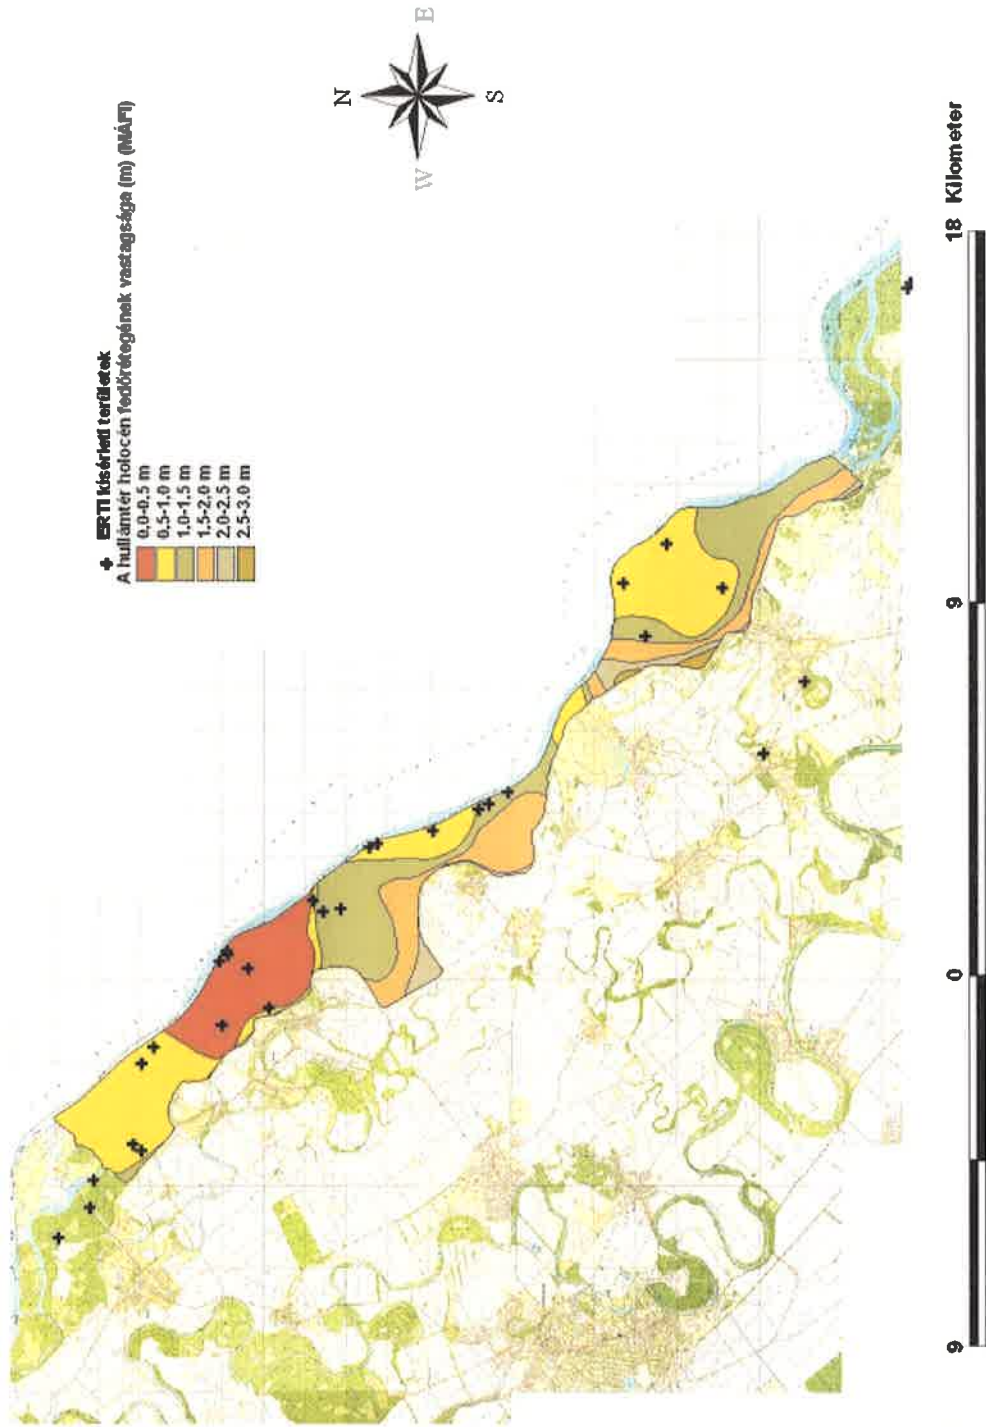 N
E
W
S
ERTI kísérleti területek
A hullámtér holocén fedőrétegének vastagsága (m) (MÁFI)
0,0-0,5 m
0,5-1,0 m
1,0-1,5 m
1,5-2,0 m
2,0-2,5 m
2,5-3,0 m
9 0 9 18 Kilometer